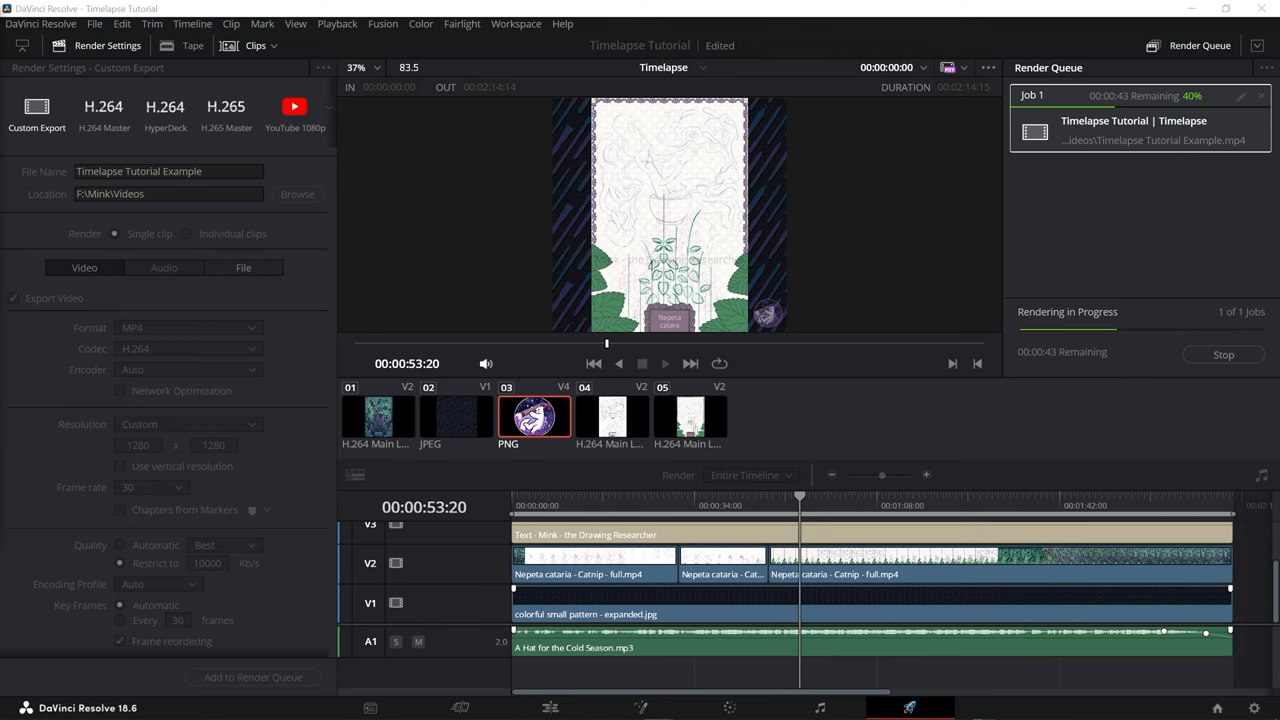 DaVinci Resolve - Timelapse Tutorial
DaVinci Resolve File Edit Trim Timeline Clip Mark View Playback Fusion Color Fairlight Workspace Help
Render Settings Tape Clips Timelapse Tutorial Edited Render Queue
Render Settings - Custom Export 37% 83.5 Timelapse 00:00:00:00 Render Queue
IN 00:00:00:00 OUT 00:02:14:14 DURATION 00:02:14:15
Job 1 00:00:43 Remaining 40%
Timelapse Tutorial | Timelapse
...ideos\Timelapse Tutorial Example.mp4
H.264 H.264 H.265
Custom Export H.264 Master HyperDeck H.265 Master YouTube 1080p
File Name Timelapse Tutorial Example
Location F:\Mink\Videos Browse
Render Single clip Individual clips
Video Audio File
Export Video
Format MP4
Codec H.264
Encoder Auto
Network Optimization
Resolution Custom
1280 x 1280
Use vertical resolution
Frame rate 30
Chapters from Markers
Quality Automatic Best
Restrict to 10000 Kb/s
Encoding Profile Auto
Key Frames Automatic
Every 30 frames
Frame reordering
Add to Render Queue
Mink - the Drawing Researcher
Nepeta
catara
00:00:53:20
Rendering in Progress 1 of 1 Jobs
00:00:43 Remaining Stop
01 V2 02 V1 03 V4 04 V2 05 V2
H.264 Main L... JPEG PNG H.264 Main L... H.264 Main L...
Render Entire Timeline
00:00:53:20 00:00:00:00 00:00:34:00 00:01:08:00 00:01:42:00 00:02:1
V3 Text - Mink - the Drawing Researcher
V2 Nepeta cataria - Catnip - full.mp4 Nepeta cataria - Cat... Nepeta cataria - Catnip - full.mp4
V1 colorful small pattern - expanded.jpg
A1 S M 2.0 A Hat for the Cold Season.mp3
DaVinci Resolve 18.6